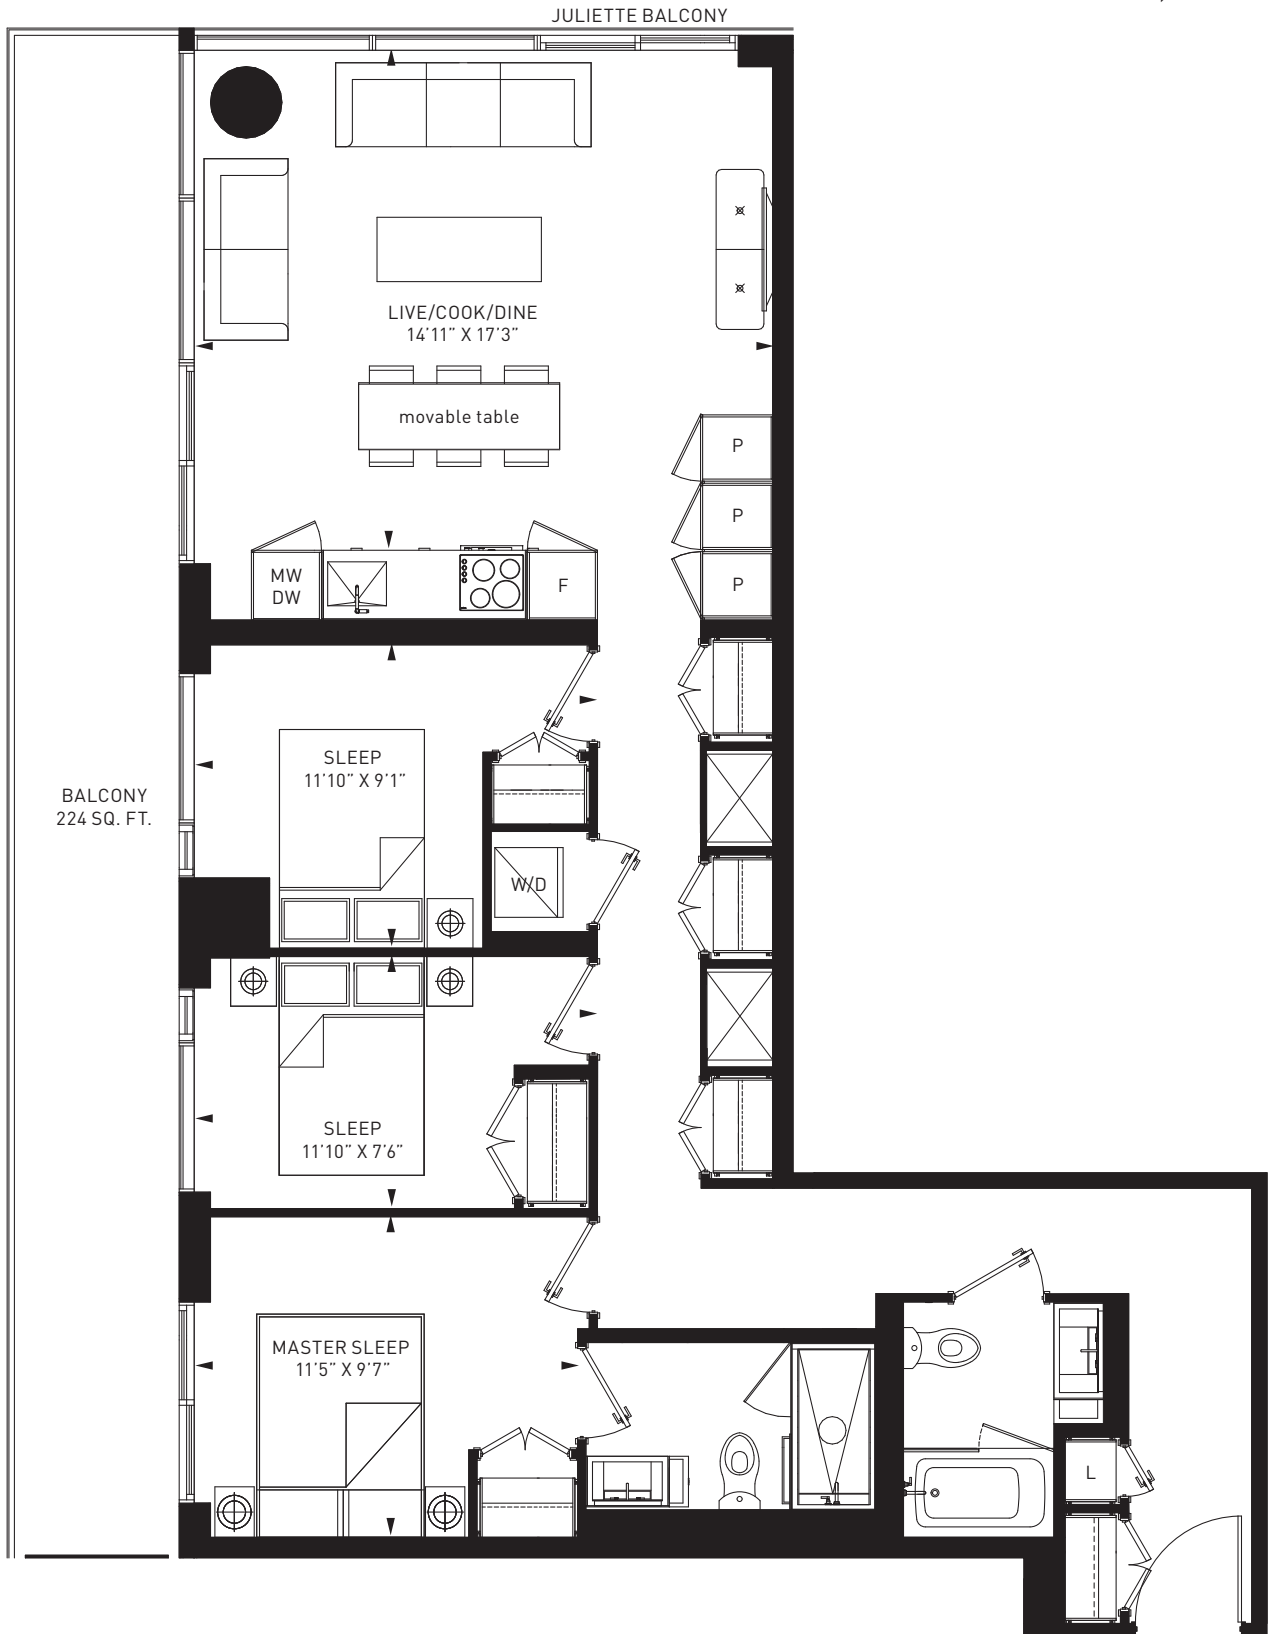 JULIETTE BALCONY
LIVE/COOK/DINE
14'11” X 17'3”
movable table
P
P
P
MW
DW
F
SLEEP
11'10” X 9'1”
BALCONY
224 SQ. FT.
W/D
SLEEP
11'10” X 7'6”
MASTER SLEEP
11'5” X 9'7”
L